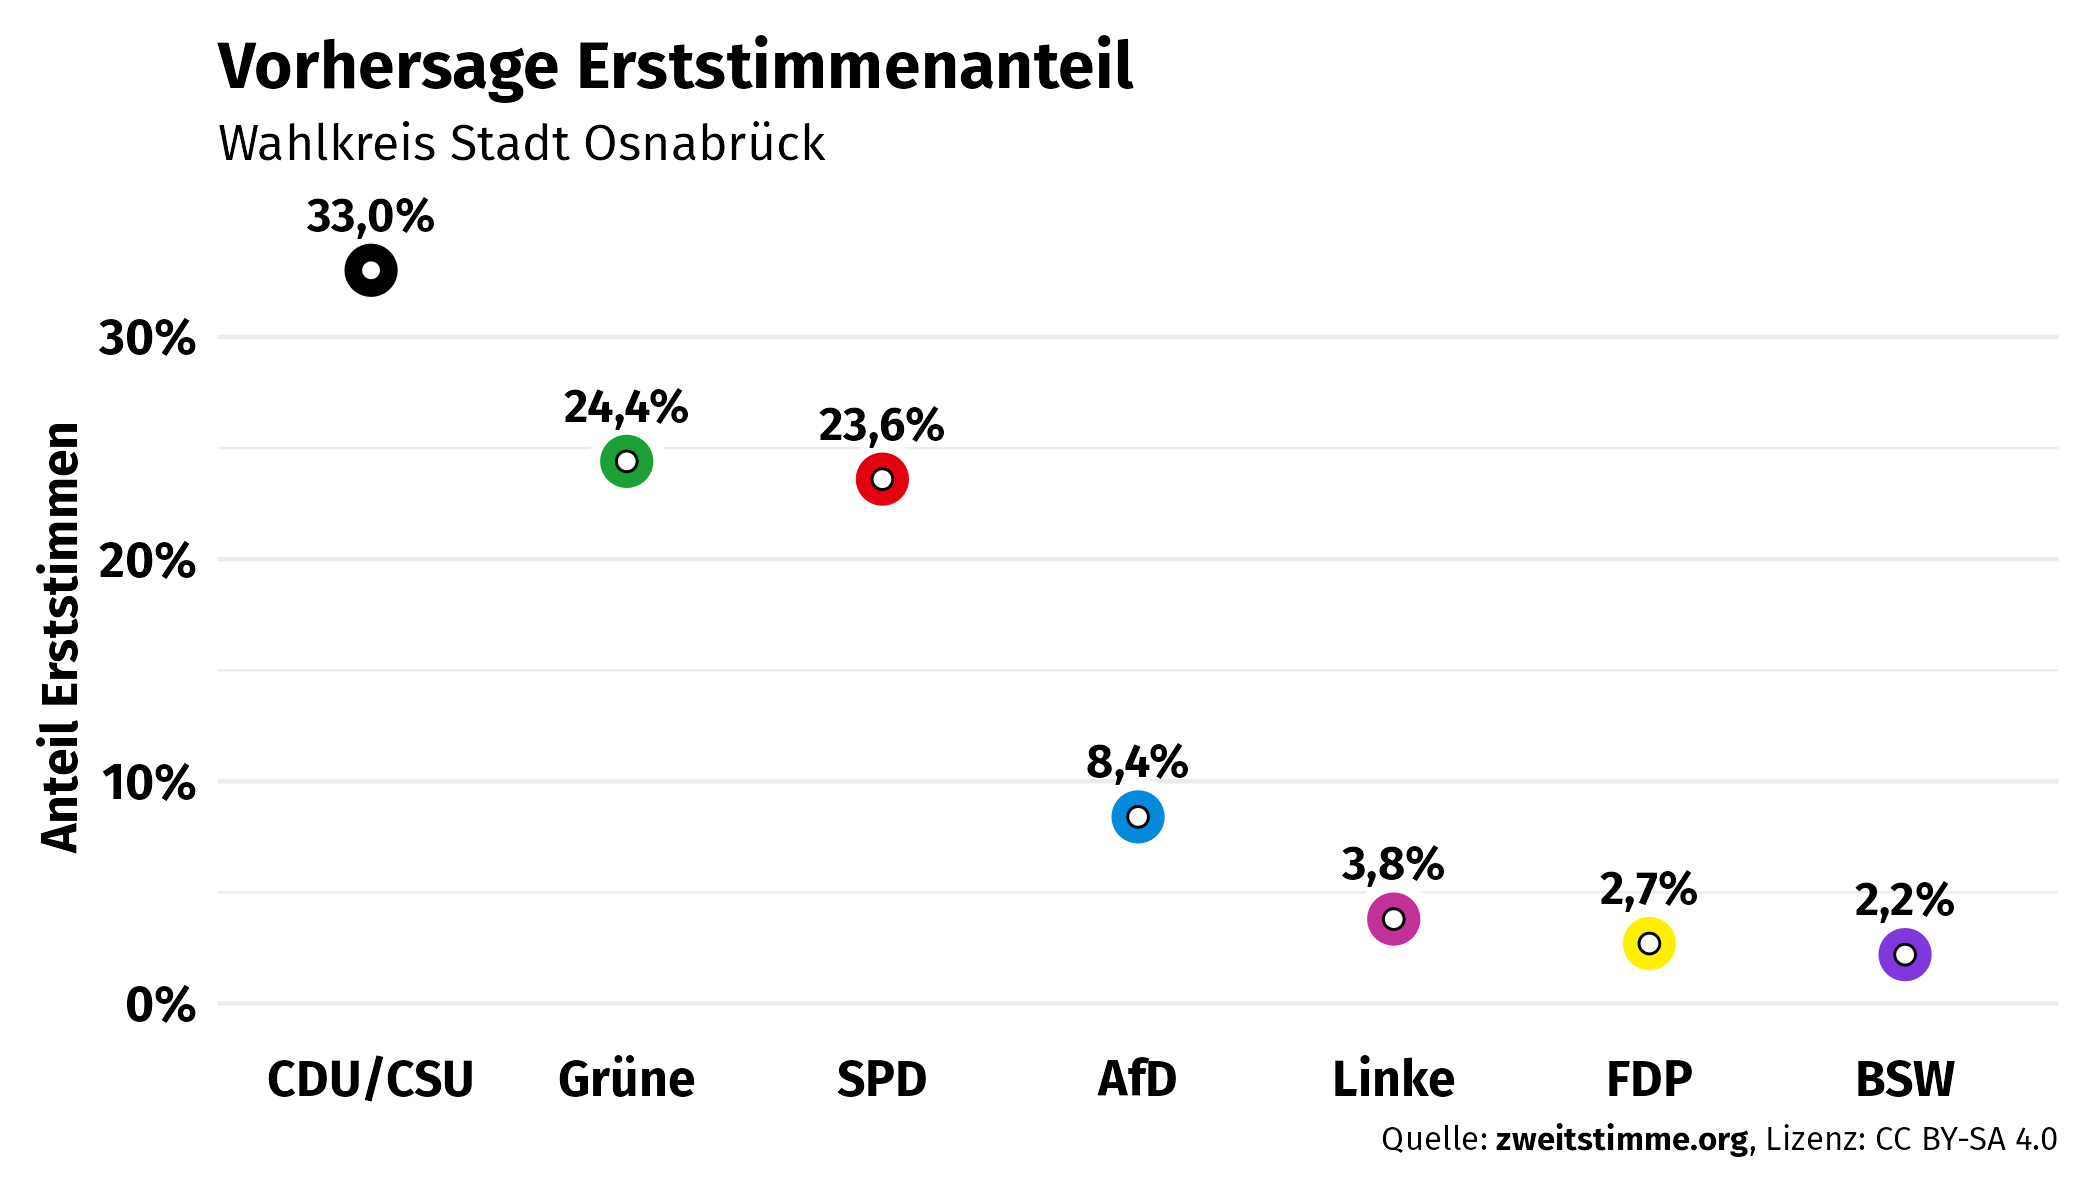 Vorhersage Erststimmenanteil
Wahlkreis Stadt Osnabrück
33,0%
30%
24,4%
23,6%
20%
Anteil Erststimmen
8,4%
10%
3,8%
2,7%
2,2%
0%
CDU/CSU Grüne SPD AfD Linke FDP BSW
Quelle: zweitstimme.org, Lizenz: CC BY-SA 4.0